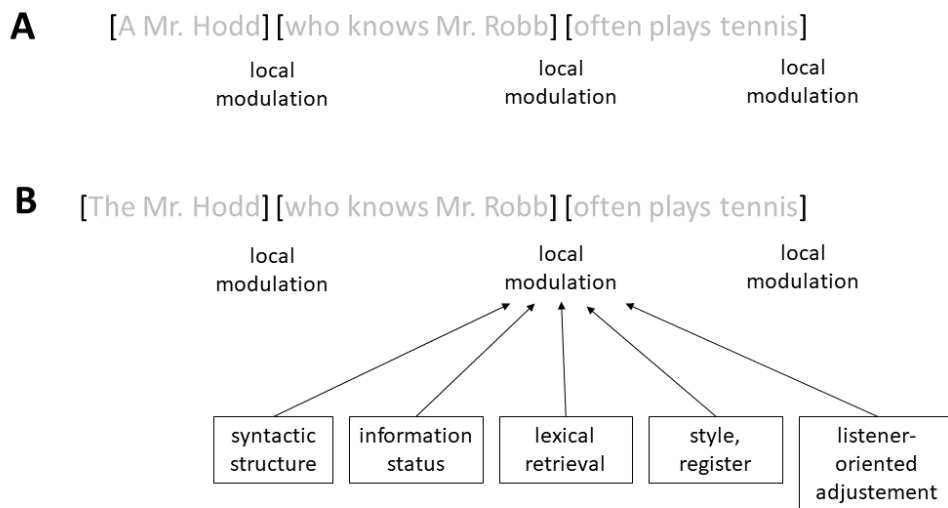 A [A Mr. Hodd] [who knows Mr. Robb] [often plays tennis]
local local local
modulation modulation modulation
B [The Mr. Hodd] [who knows Mr. Robb] [often plays tennis]
local local local
modulation modulation modulation
syntactic information lexical style, listener-
structure status retrieval register oriented
adjustement